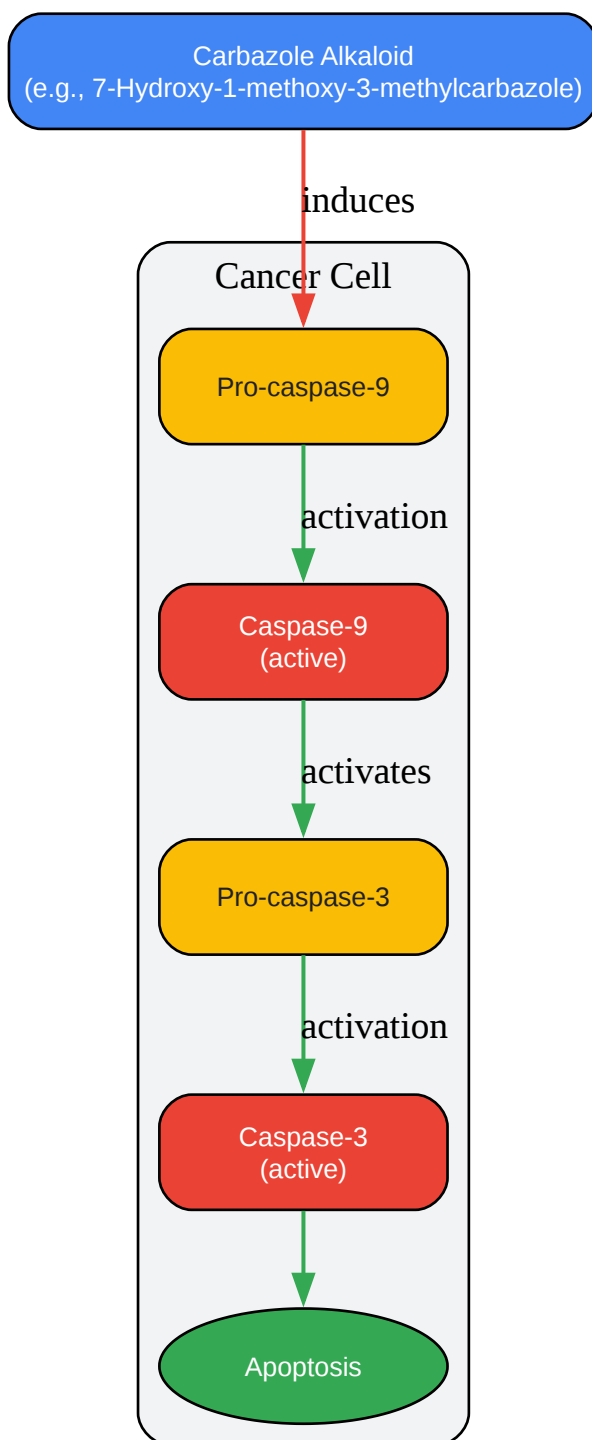 Carbazole Alkaloid
(e.g., 7-Hydroxy-1-methoxy-3-methylcarbazole)
induces
Cancer Cell
Pro-caspase-9
activation
Caspase-9
(active)
activates
Pro-caspase-3
activation
Caspase-3
(active)
Apoptosis